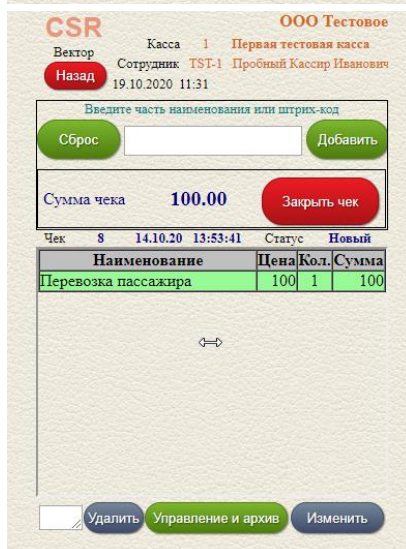 CSR
Вектор
ООО Тестовое
Касса 1 Первая тестовая касса
Сотрудник TST-1 Пробный Кассир Иванович
Назад
19.10.2020 11:31
Введите часть наименования или штрих-код
Сброс Добавить
Сумма чека 100.00 Закрыть чек
Чек 8 14.10.20 13:53:41 Статус Новый
Наименование Цена Кол. Сумма
Перевозка пассажира 100 1 100
Удалить Управление и архив Изменить